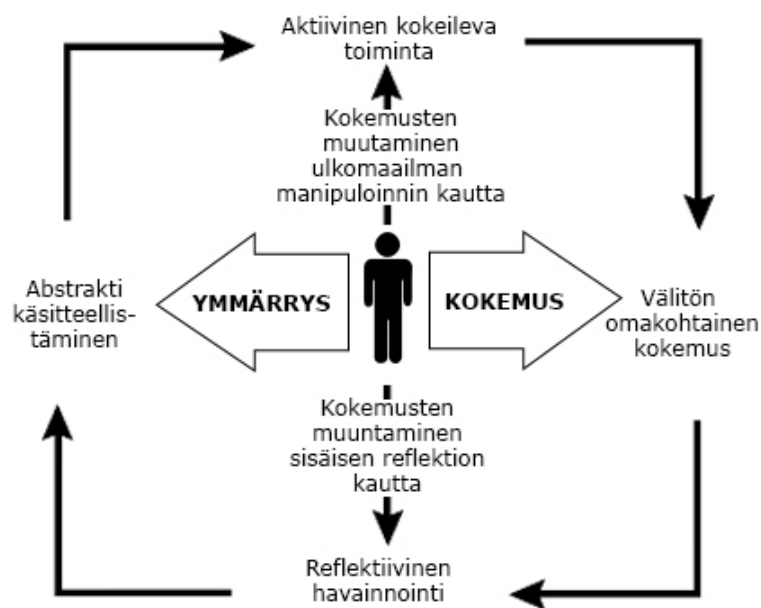 Aktiivinen kokeileva
toiminta
Kokemusten
muutaminen
ulkomaailman
manipuloinnin kautta
Abstrakti
käsitteellis-
täminen
YMMÄRRYS
KOKEMUS
Välitön
omakohtainen
kokemus
Kokemusten
muuntaminen
sisäisen reflektion
kautta
Reflektiivinen
havainnointi